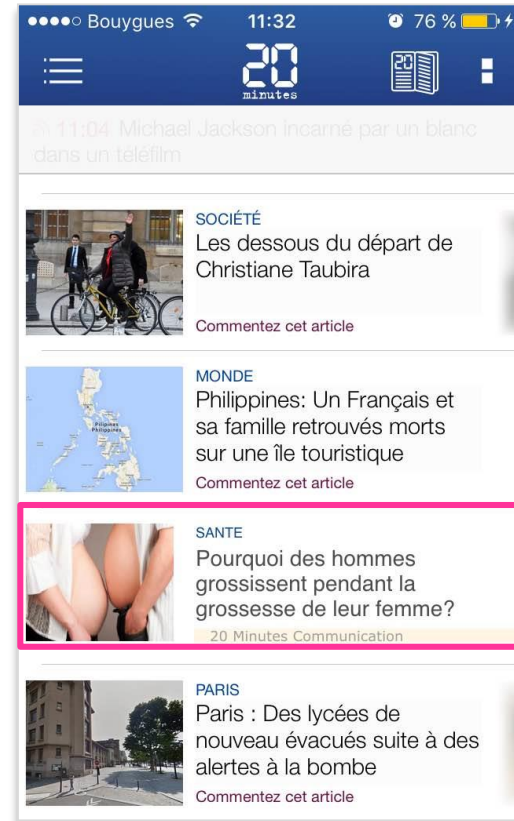 Bouygues 11:32 76 %
20
minutes
20
11:04 Michael Jackson incarné par un blanc
dans un téléfilm
SOCIÉTÉ
Les dessous du départ de
Christiane Taubira
Commentez cet article
MONDE
Philippines: Un Français et
sa famille retrouvés morts
sur une île touristique
Commentez cet article
SANTE
Pourquoi des hommes
grossissent pendant la
grossesse de leur femme?
20 Minutes Communication
PARIS
Paris : Des lycées de
nouveau évacués suite à des
alertes à la bombe
Commentez cet article